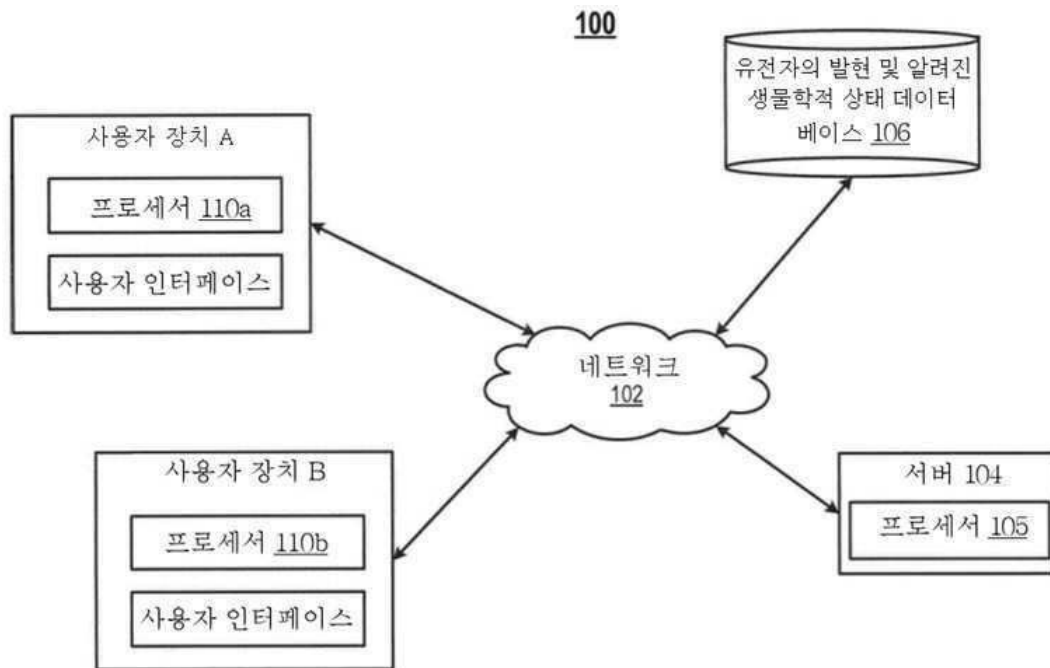 100
유전자의 발현 및 알려진
생물학적 상태 데이터
베이스 106
사용자 장치 A
프로세서 110a
사용자 인터페이스
네트워크
102
사용자 장치 B
프로세서 110b
사용자 인터페이스
서버 104
프로세서 105